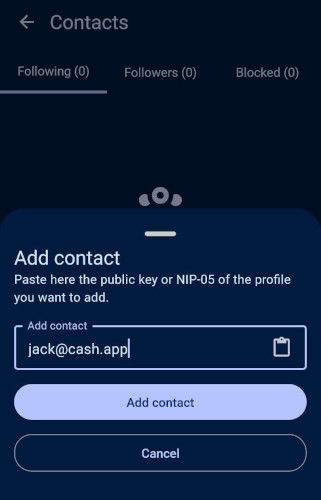 Contacts
Following (0) Followers (0) Blocked (0)
Add contact
Paste here the public key or NIP-05 of the profile
you want to add.
Add contact
jack@cash.app
Add contact
Cancel